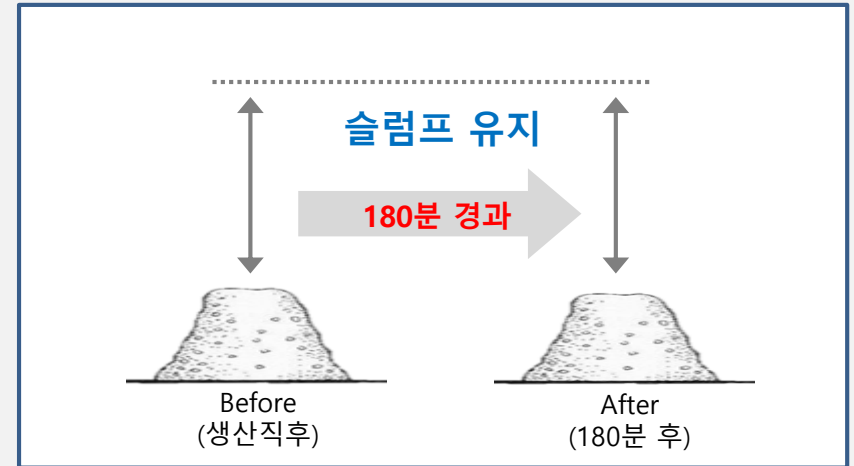 슬럼프 유지
180분 경과
Before
(생산직후)
After
(180분 후)